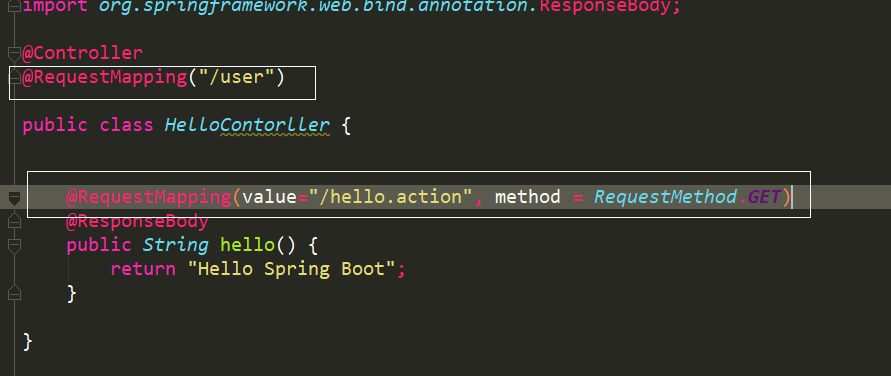 import org.springframework.web.bind.annotation.ResponseBody;
@Controller
@RequestMapping("/user")
public class HelloContorller {
@RequestMapping(value="/hello.action", method = RequestMethod.GET)
@ResponseBody
public String hello() {
return "Hello Spring Boot";
}
}